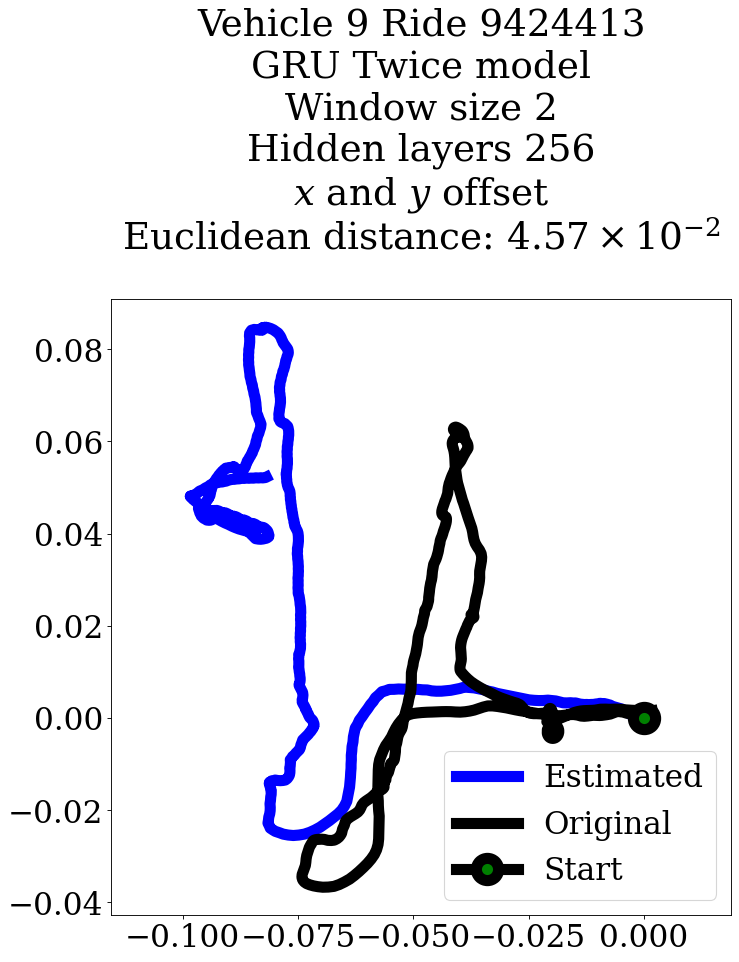 Vehicle 9 Ride 9424413
GRU Twice model
Window size 2
Hidden layers 256
x and y offset
Euclidean distance: 4.57 × 10⁻²
0.08
0.06
0.04
0.02
0.00
−0.02
−0.04
Estimated
Original
Start
−0.100 −0.075 −0.050 −0.025 0.000